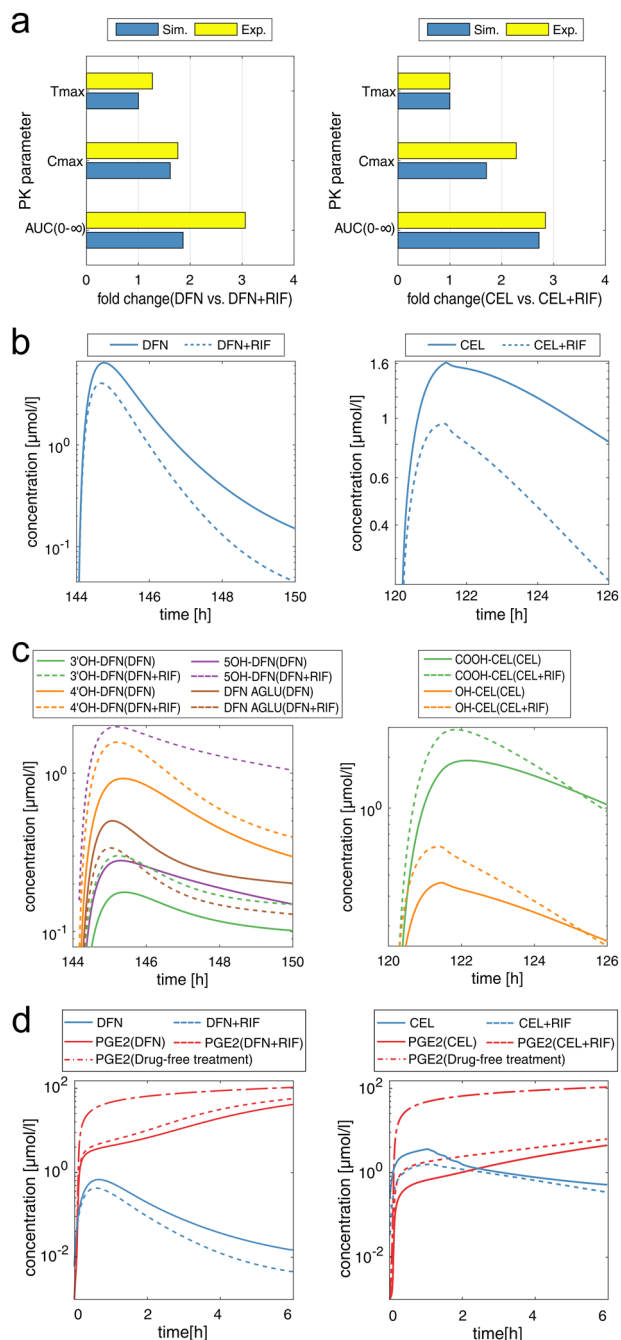 a
Sim. Exp.
Tmax
Cmax
AUC(0-∞)
PK parameter
0 1 2 3 4
fold change(DFN vs. DFN+RIF)
Sim. Exp.
Tmax
Cmax
AUC(0-∞)
PK parameter
0 1 2 3 4
fold change(CEL vs. CEL+RIF)
b
DFN DFN+RIF
concentration [µmol/l]
10^0
10^-1
144 146 148 150
time [h]
CEL CEL+RIF
concentration [µmol/l]
1.6
1
0.6
0.4
120 122 124 126
time [h]
c
3'OH-DFN(DFN) 5OH-DFN(DFN)
3'OH-DFN(DFN+RIF) 5OH-DFN(DFN+RIF)
4'OH-DFN(DFN) DFN AGLU(DFN)
4'OH-DFN(DFN+RIF) DFN AGLU(DFN+RIF)
concentration [µmol/l]
10^0
10^-1
144 146 148 150
time [h]
COOH-CEL(CEL)
COOH-CEL(CEL+RIF)
OH-CEL(CEL)
OH-CEL(CEL+RIF)
concentration [µmol/l]
10^0
120 122 124 126
time [h]
d
DFN DFN+RIF
PGE2(DFN) PGE2(DFN+RIF)
PGE2(Drug-free treatment)
concentration [µmol/l]
10^2
10^0
10^-2
0 2 4 6
time[h]
CEL CEL+RIF
PGE2(CEL) PGE2(CEL+RIF)
PGE2(Drug-free treatment)
concentration [µmol/l]
10^2
10^0
10^-2
0 2 4 6
time[h]